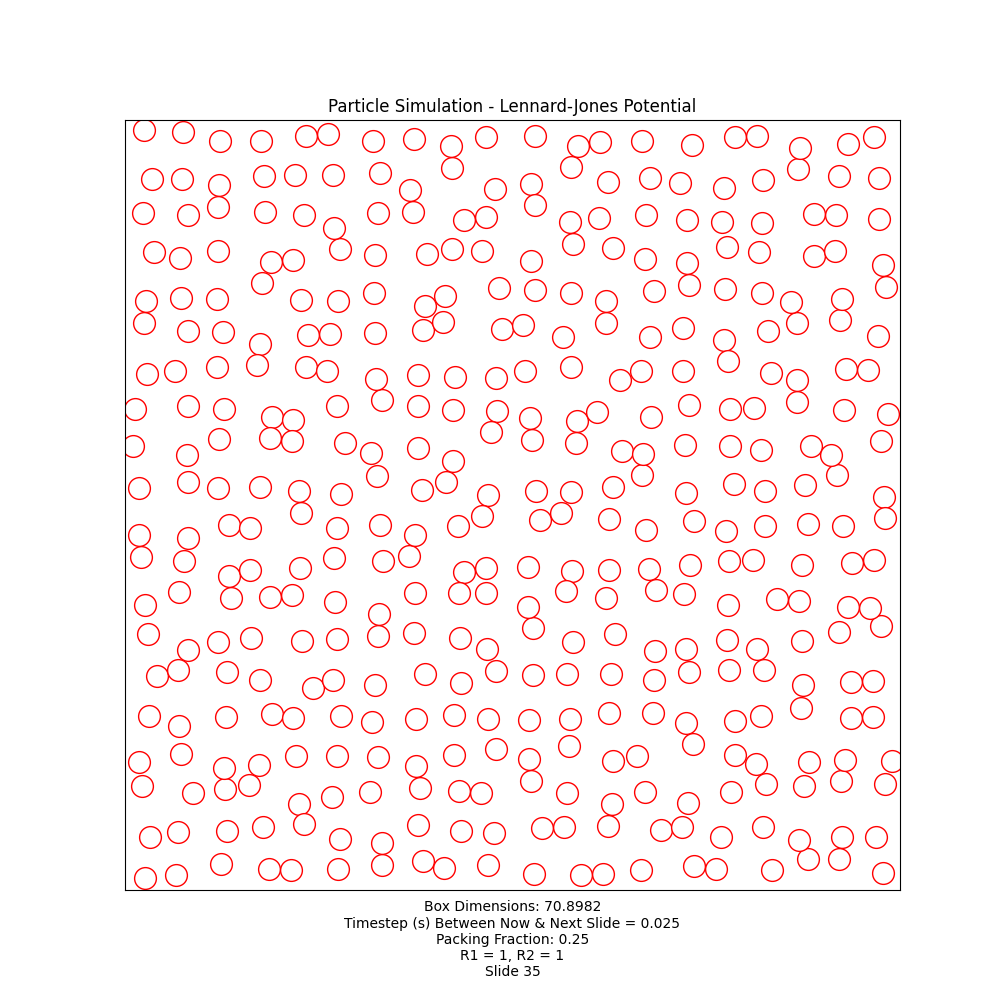 Particle Simulation - Lennard-Jones Potential
Box Dimensions: 70.8982
Timestep (s) Between Now & Next Slide = 0.025
Packing Fraction: 0.25
R1 = 1, R2 = 1
Slide 35